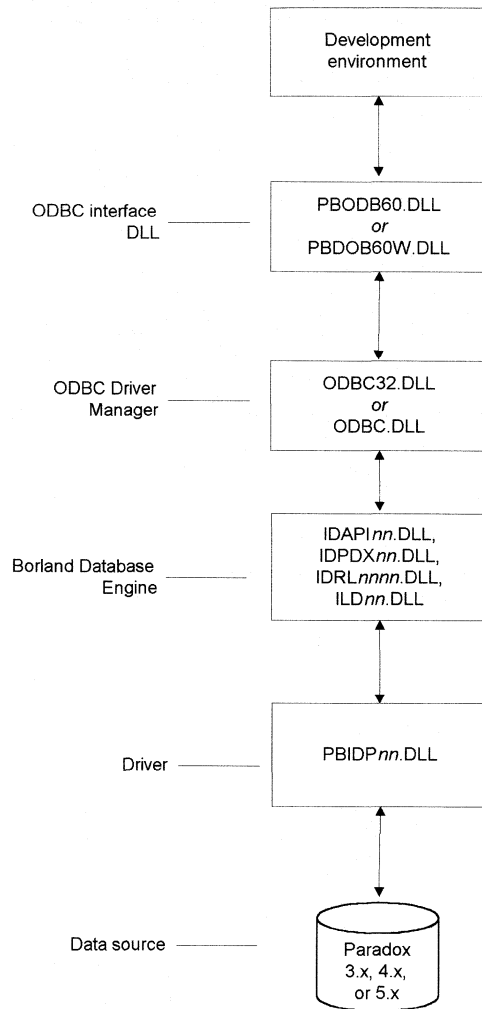 Development
environment
ODBC interface
DLL
PBODB60.DLL
or
PBDOB60W.DLL
ODBC Driver
Manager
ODBC32.DLL
or
ODBC.DLL
Borland Database
Engine
IDAPInn.DLL,
IDPDXnn.DLL,
IDRLnnnn.DLL,
ILDnn.DLL
Driver
PBIDPnn.DLL
Data source
Paradox
3.x, 4.x,
or 5.x